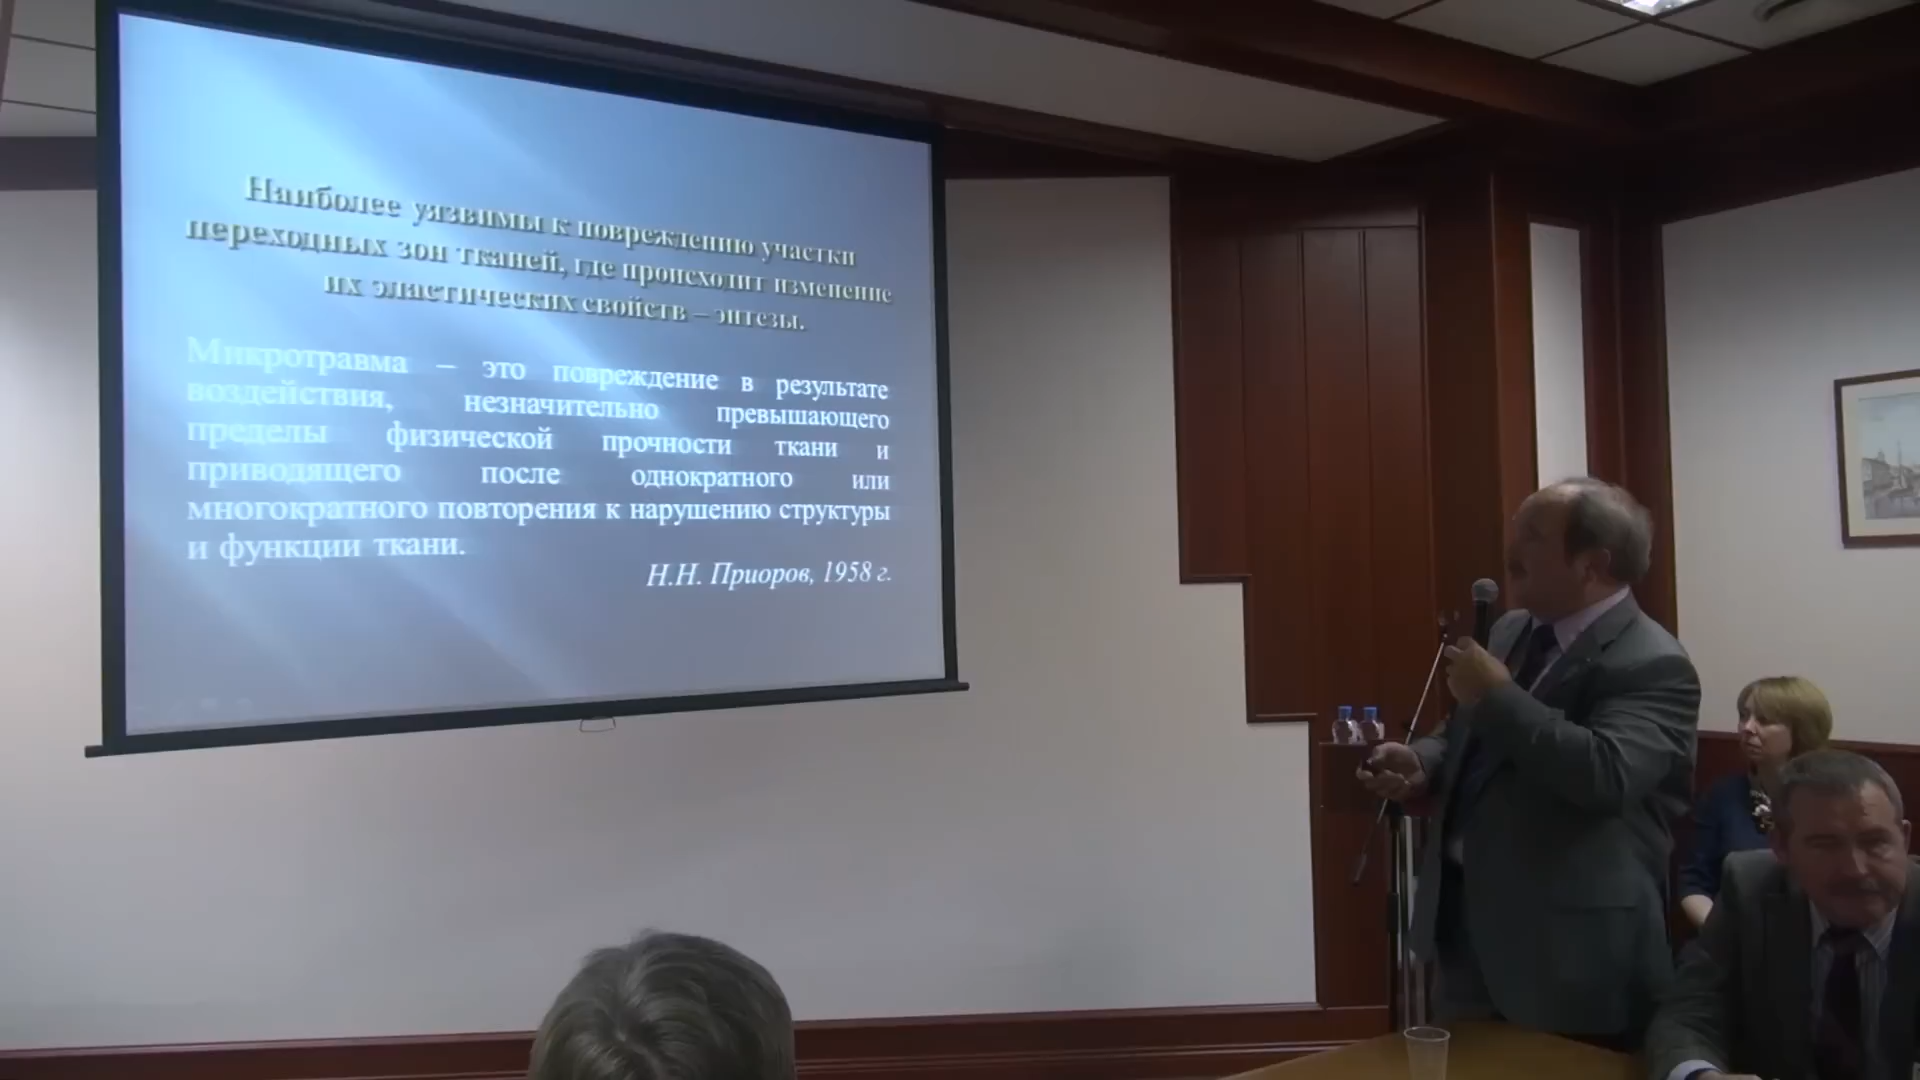 Наиболее уязвимы к повреждению участки
переходных зон тканей, где происходит изменение
их эластических свойств – энтезы.
Микротравма – это повреждение в результате
воздействия, незначительно превышающего
пределы физической прочности ткани и
приводящего после однократного или
многократного повторения к нарушению структуры
и функции ткани.
Н.Н. Приоров, 1958 г.